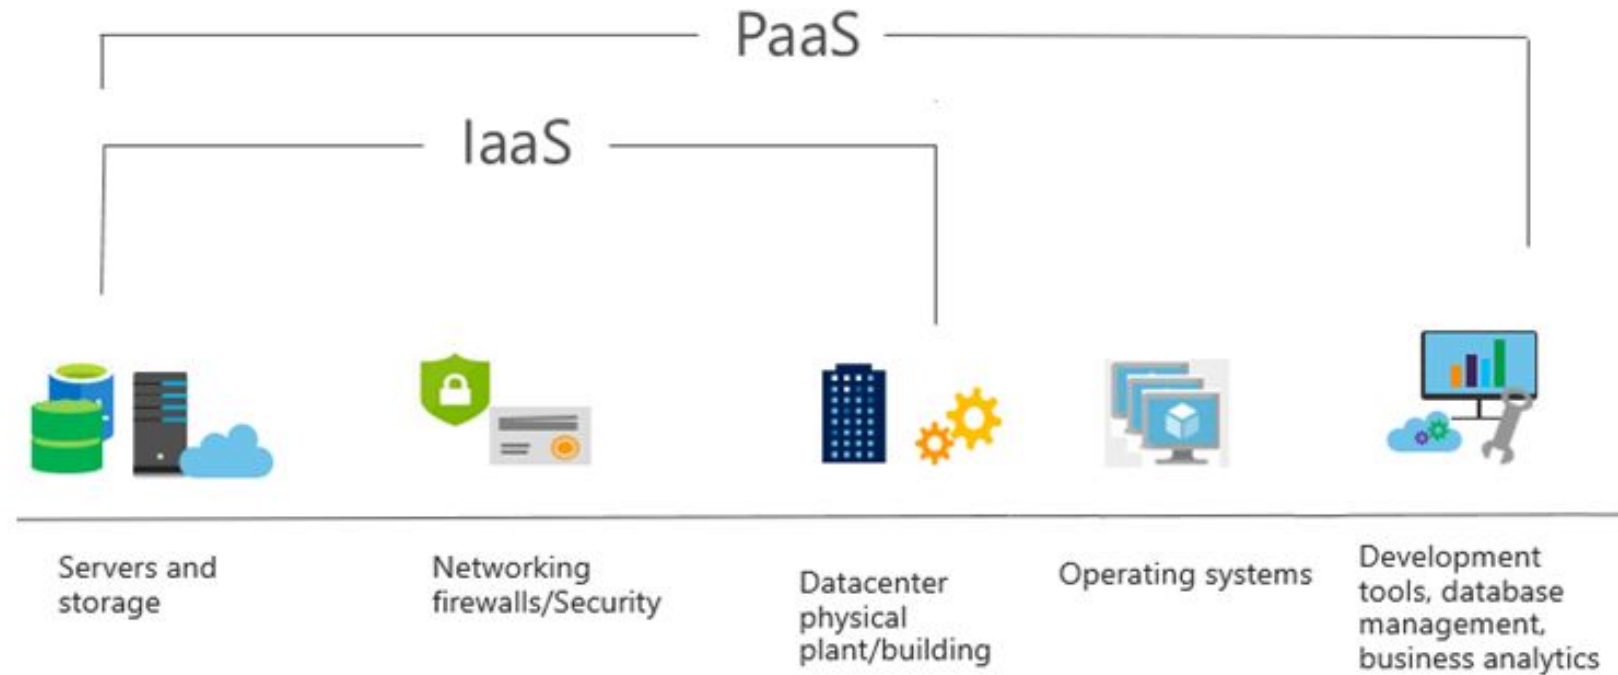 PaaS
IaaS
Servers and
storage
Networking
firewalls/Security
Datacenter
physical
plant/building
Operating systems
Development
tools, database
management,
business analytics